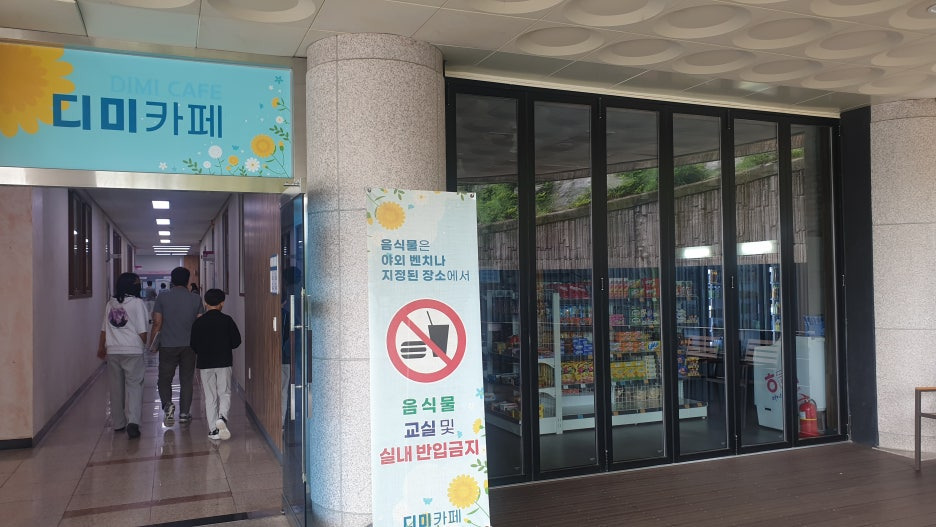 DIMI CAFE
디미카페
음식물은
야외 벤치나
지정된 장소에서
음식물
교실 및
실내 반입금지
디미카페